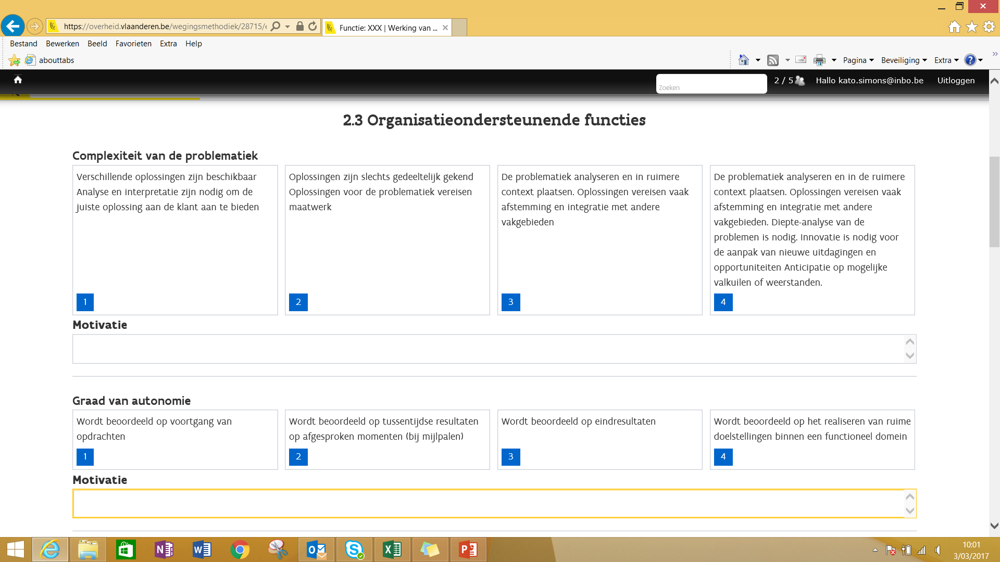 https://overheid.vlaanderen.be/wegingsmethodiek/28715/e
Functie: XXX | Werking van ...
Bestand Bewerken Beeld Favorieten Extra Help
abouttabs
Pagina Beveiliging Extra
Zoeken
2 / 5
Hallo kato.simons@inbo.be
Uitloggen
2.3 Organisatieondersteunende functies
Complexiteit van de problematiek
Verschillende oplossingen zijn beschikbaar
Analyse en interpretatie zijn nodig om de
juiste oplossing aan de klant aan te bieden
1
Oplossingen zijn slechts gedeeltelijk gekend
Oplossingen voor de problematiek vereisen
maatwerk
2
De problematiek analyseren en in ruimere
context plaatsen. Oplossingen vereisen vaak
afstemming en integratie met andere
vakgebieden
3
De problematiek analyseren en in de ruimere
context plaatsen. Oplossingen vereisen vaak
afstemming en integratie met andere
vakgebieden. Diepte-analyse van de
problemen is nodig. Innovatie is nodig voor
de aanpak van nieuwe uitdagingen en
opportuniteiten Anticipatie op mogelijke
valkuilen of weerstanden.
4
Motivatie
Graad van autonomie
Wordt beoordeeld op voortgang van
opdrachten
1
Wordt beoordeeld op tussentijdse resultaten
op afgesproken momenten (bij mijlpalen)
2
Wordt beoordeeld op eindresultaten
3
Wordt beoordeeld op het realiseren van ruime
doelstellingen binnen een functioneel domein
4
Motivatie
10:01
3/03/2017